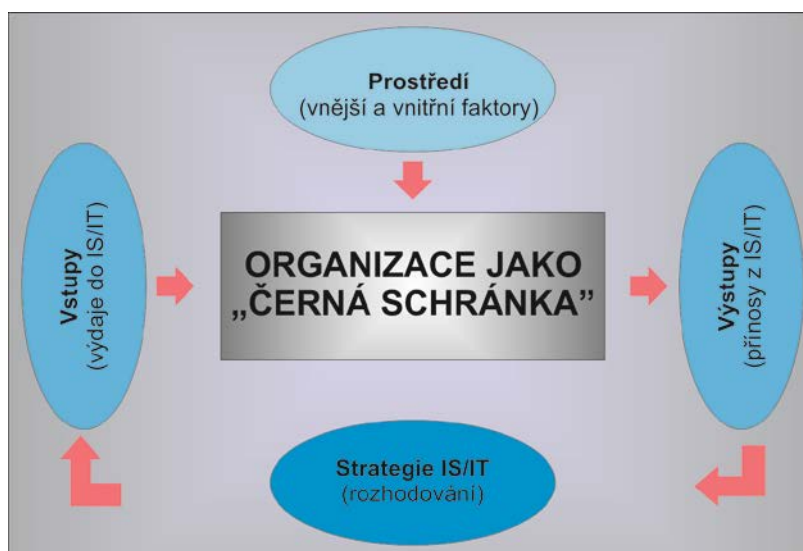 Prostředí
(vnější a vnitřní faktory)
Vstupy
(výdaje do IS/IT)
ORGANIZACE JAKO
„ČERNÁ SCHRÁNKA”
Výstupy
(přínosy z IS/IT)
Strategie IS/IT
(rozhodování)